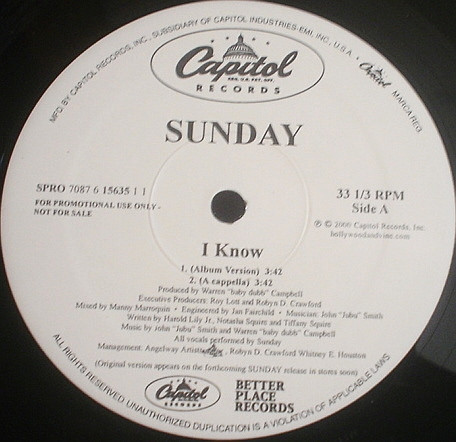 MFD. BY CAPITOL RECORDS, INC., SUBSIDIARY OF CAPITOL INDUSTRIES-EMI, INC., U.S.A. • Capitol MARCA REG.
Capitol
REG. U.S. PAT. OFF.
RECORDS
SUNDAY
SPRO 7087 6 15635 1 1
FOR PROMOTIONAL USE ONLY -
NOT FOR SALE
33 1/3 RPM
Side A
℗ © 2000 Capitol Records, Inc.
hollywoodandvine.com
I Know
1. (Album Version) 3:42
2. (A cappella) 3:42
Produced by Warren "baby dubb" Campbell
Executive Producers: Roy Lott and Robyn D. Crawford
Mixed by Manny Marroquin • Engineered by Jan Fairchild • Musician: John "Jubu" Smith
Written by Harold Lily Jr., Notasha Squire and Tiffany Squire
Music by John "Jubu" Smith and Warren "baby dubb" Campbell
All vocals performed by Sunday
Management: Angelway Artists, Robyn D. Crawford Whitney E. Houston
(Original version appears on the forthcoming SUNDAY release in stores soon)
Capitol
RECORDS
BETTER
PLACE
RECORDS
ALL RIGHTS RESERVED UNAUTHORIZED DUPLICATION IS A VIOLATION OF APPLICABLE LAWS